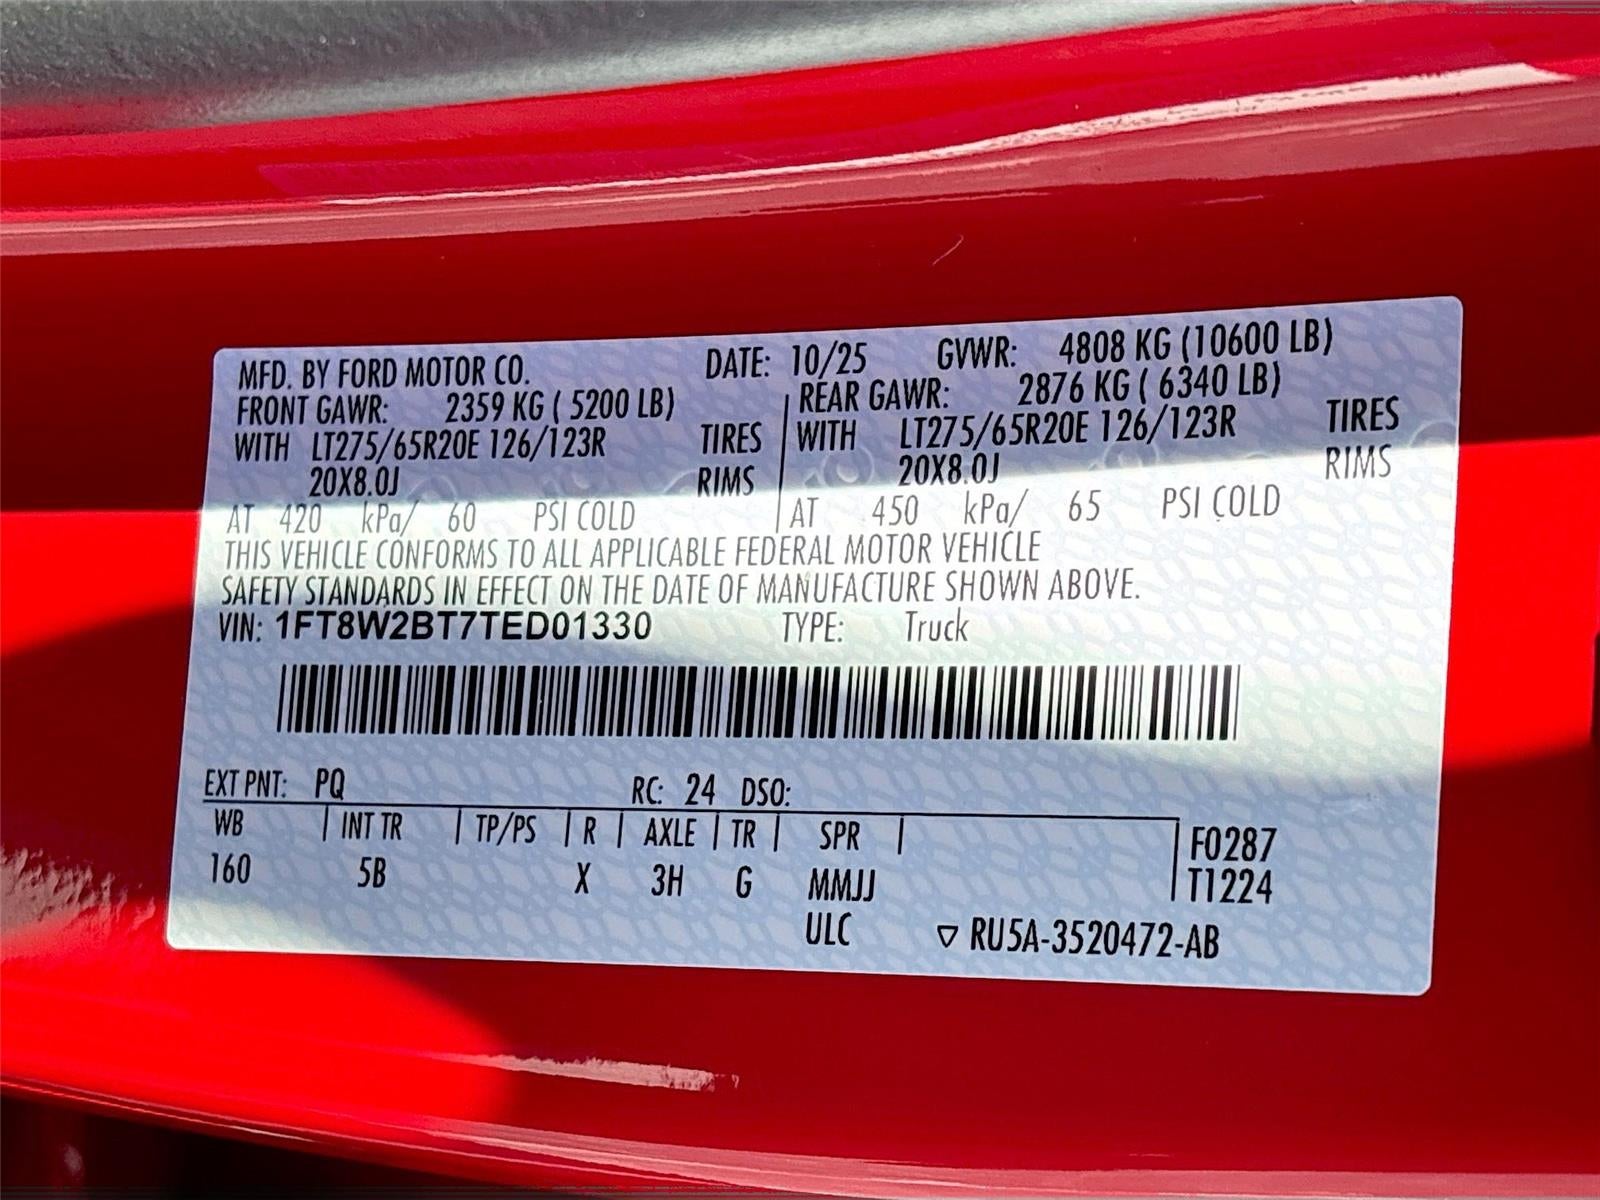 MFD. BY FORD MOTOR CO. DATE: 10/25 GVWR: 4808 KG (10600 LB)
FRONT GAWR: 2359 KG ( 5200 LB) REAR GAWR: 2876 KG ( 6340 LB)
WITH LT275/65R20E 126/123R TIRES WITH LT275/65R20E 126/123R TIRES
20X8.0J RIMS 20X8.0J RIMS
AT 420 kPa/ 60 PSI COLD AT 450 kPa/ 65 PSI COLD
THIS VEHICLE CONFORMS TO ALL APPLICABLE FEDERAL MOTOR VEHICLE
SAFETY STANDARDS IN EFFECT ON THE DATE OF MANUFACTURE SHOWN ABOVE.
VIN: 1FT8W2BT7TED01330 TYPE: Truck
EXT PNT: PQ RC: 24 DSO:
WB INT TR TP/PS R AXLE TR SPR F0287
160 5B X 3H G MMJJ T1224
ULC ▽ RU5A-3520472-AB